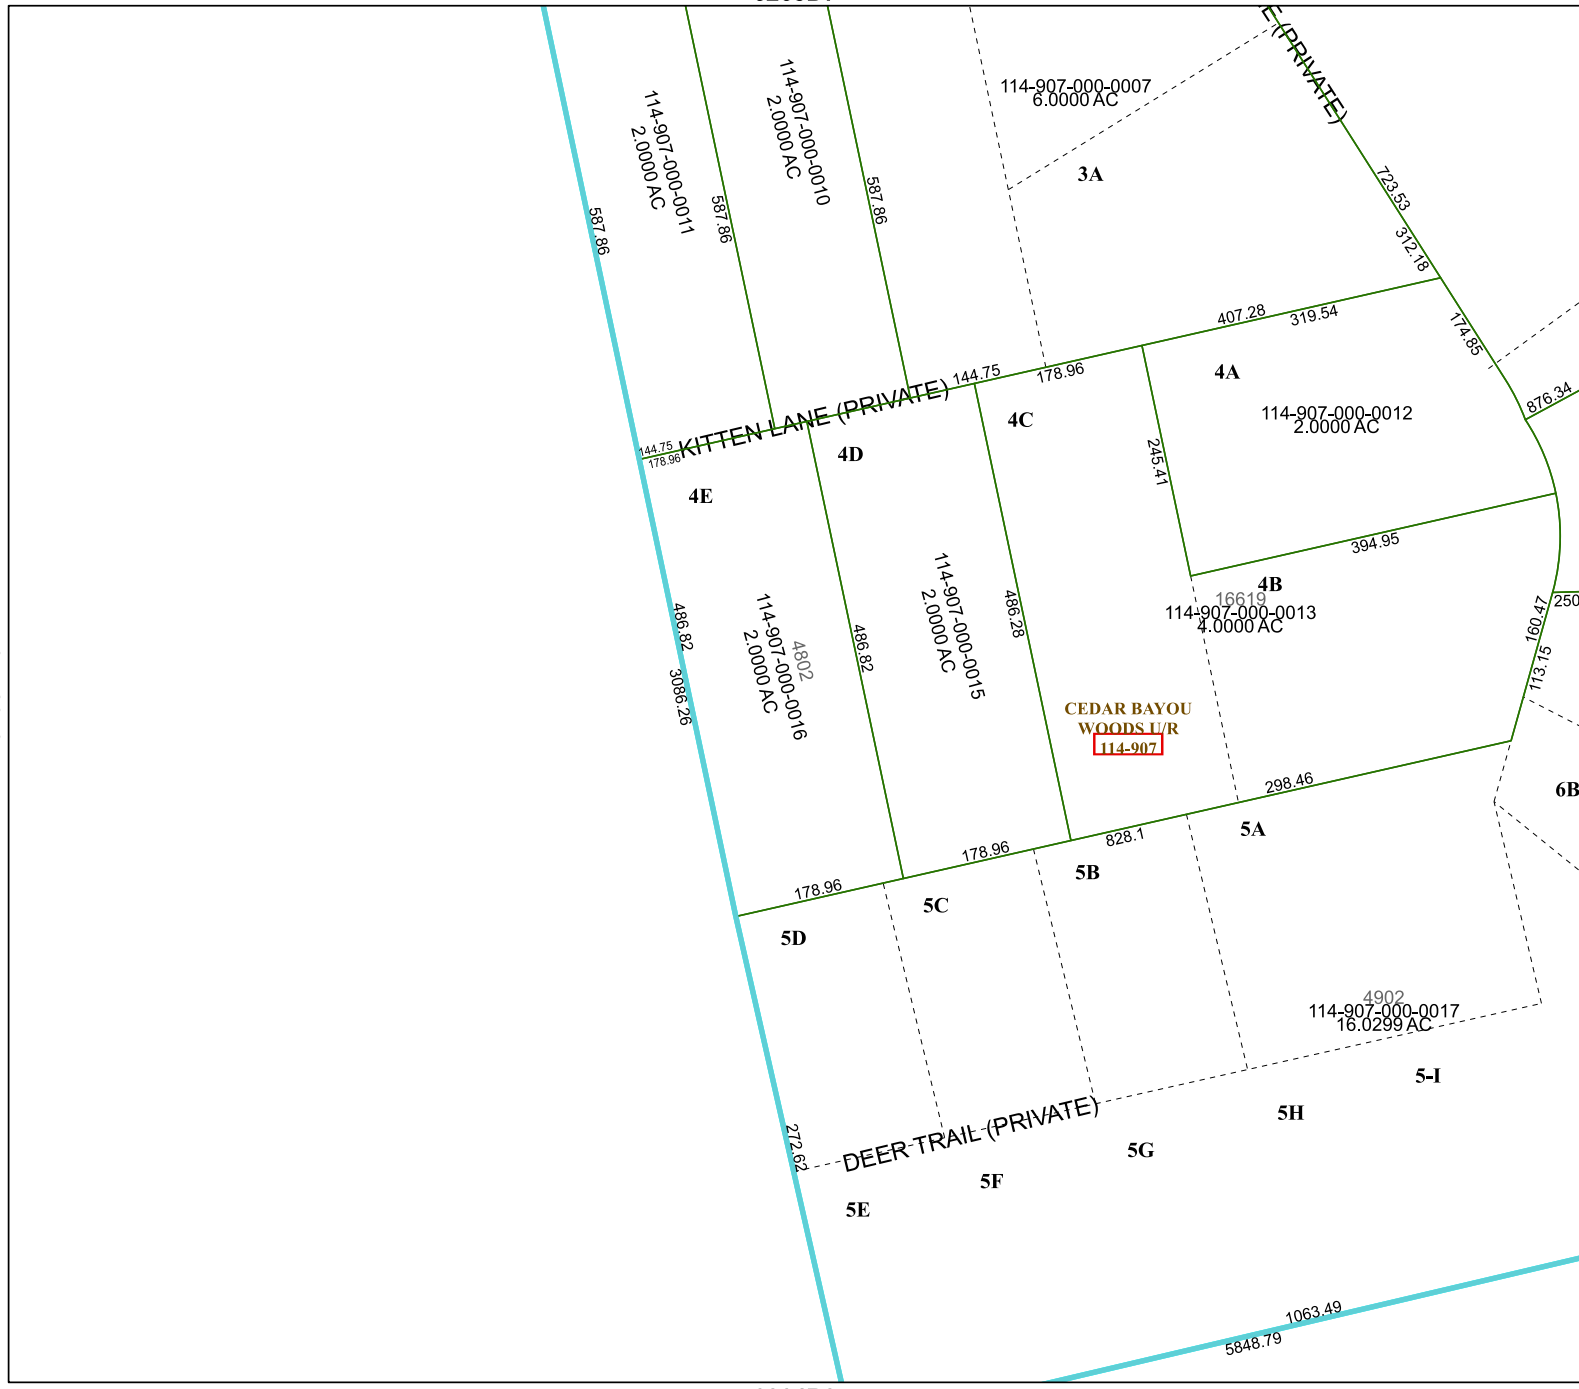 E (PRIVATE)
114-907-000-0007
6.0000 AC
114-907-000-0010
2.0000 AC
114-907-000-0011
2.0000 AC
3A
587.86
587.86
587.86
723.53
312.18
407.28
319.54
174.85
144.75
178.96
4A
876.34
KITTEN LANE (PRIVATE)
144.75
178.96
4C
114-907-000-0012
2.0000 AC
4D
245.41
4E
394.95
4B
16619
114-907-000-0013
4.0000 AC
250
160.47
113.15
114-907-000-0015
2.0000 AC
486.28
4802
114-907-000-0016
2.0000 AC
486.82
486.82
3086.26
CEDAR BAYOU
WOODS U/R
114-907
298.46
6B
5A
828.1
178.96
5B
178.96
5C
5D
4902
114-907-000-0017
16.0299 AC
5-I
5H
DEER TRAIL (PRIVATE)
272.62
5G
5F
5E
1063.49
5848.79